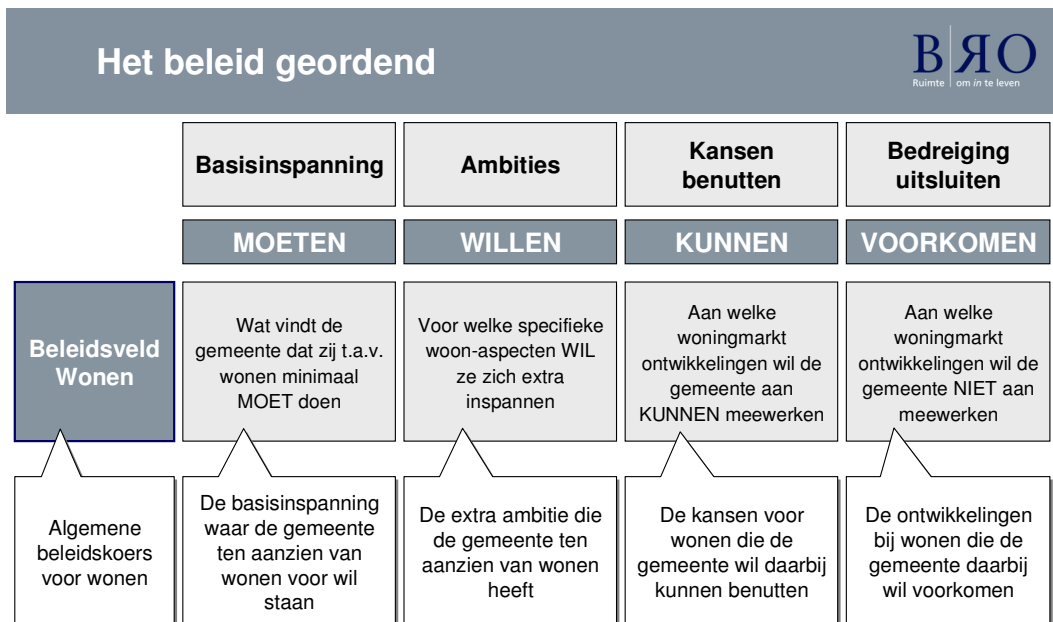 Het beleid geordend
BЯO
Ruimte om in te leven
Basisinspanning
Ambities
Kansen
benutten
Bedreiging
uitsluiten
MOETEN
WILLEN
KUNNEN
VOORKOMEN
Beleidsveld
Wonen
Wat vindt de
gemeente dat zij t.a.v.
wonen minimaal
MOET doen
Voor welke specifieke
woon-aspecten WIL
ze zich extra
inspannen
Aan welke
woningmarkt
ontwikkelingen wil de
gemeente aan
KUNNEN meewerken
Aan welke
woningmarkt
ontwikkelingen wil de
gemeente NIET aan
meewerken
Algemene
beleidskoers
voor wonen
De basisinspanning
waar de gemeente
ten aanzien van
wonen voor wil
staan
De extra ambitie die
de gemeente ten
aanzien van wonen
heeft
De kansen voor
wonen die de
gemeente wil daarbij
kunnen benutten
De ontwikkelingen
bij wonen die de
gemeente daarbij
wil voorkomen